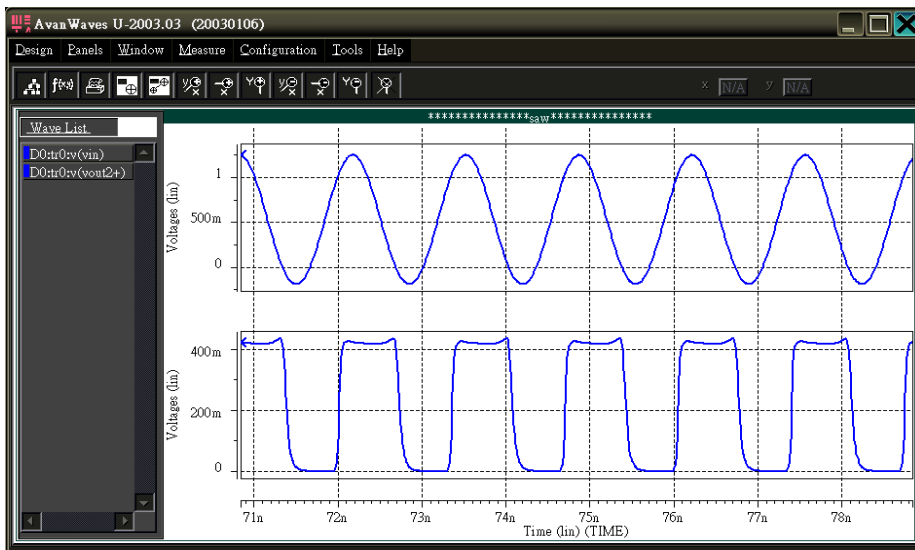 AvanWaves U-2003.03 (20030106)
Design Panels Window Measure Configuration Tools Help
f(x) x N/A y N/A
***************saw***************
Wave List
D0:tr0:v(vin)
D0:tr0:v(vout2+)
Voltages (lin)
1
500m
0
Voltages (lin)
400m
200m
0
71n 72n 73n 74n 75n 76n 77n 78n
Time (lin) (TIME)